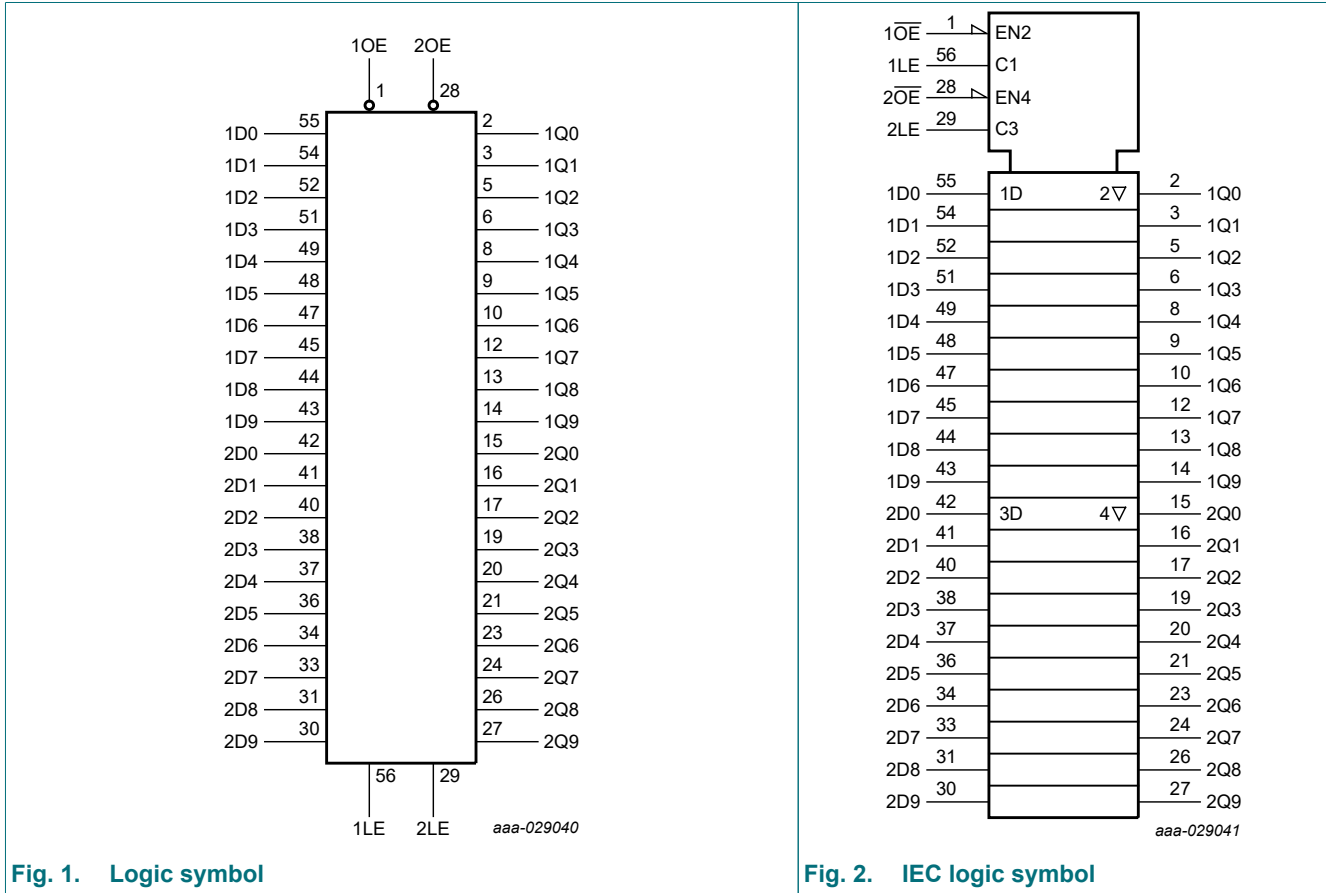 1OE 2OE
1 28
1D0 55 2 1Q0
1D1 54 3 1Q1
1D2 52 5 1Q2
1D3 51 6 1Q3
1D4 49 8 1Q4
1D5 48 9 1Q5
1D6 47 10 1Q6
1D7 45 12 1Q7
1D8 44 13 1Q8
1D9 43 14 1Q9
2D0 42 15 2Q0
2D1 41 16 2Q1
2D2 40 17 2Q2
2D3 38 19 2Q3
2D4 37 20 2Q4
2D5 36 21 2Q5
2D6 34 23 2Q6
2D7 33 24 2Q7
2D8 31 26 2Q8
2D9 30 27 2Q9
56 29
1LE 2LE aaa-029040
Fig. 1. Logic symbol
1O̅E̅ 1 EN2
1LE 56 C1
2O̅E̅ 28 EN4
2LE 29 C3
1D0 55 1D 2▽ 2 1Q0
1D1 54 3 1Q1
1D2 52 5 1Q2
1D3 51 6 1Q3
1D4 49 8 1Q4
1D5 48 9 1Q5
1D6 47 10 1Q6
1D7 45 12 1Q7
1D8 44 13 1Q8
1D9 43 14 1Q9
2D0 42 3D 4▽ 15 2Q0
2D1 41 16 2Q1
2D2 40 17 2Q2
2D3 38 19 2Q3
2D4 37 20 2Q4
2D5 36 21 2Q5
2D6 34 23 2Q6
2D7 33 24 2Q7
2D8 31 26 2Q8
2D9 30 27 2Q9
aaa-029041
Fig. 2. IEC logic symbol